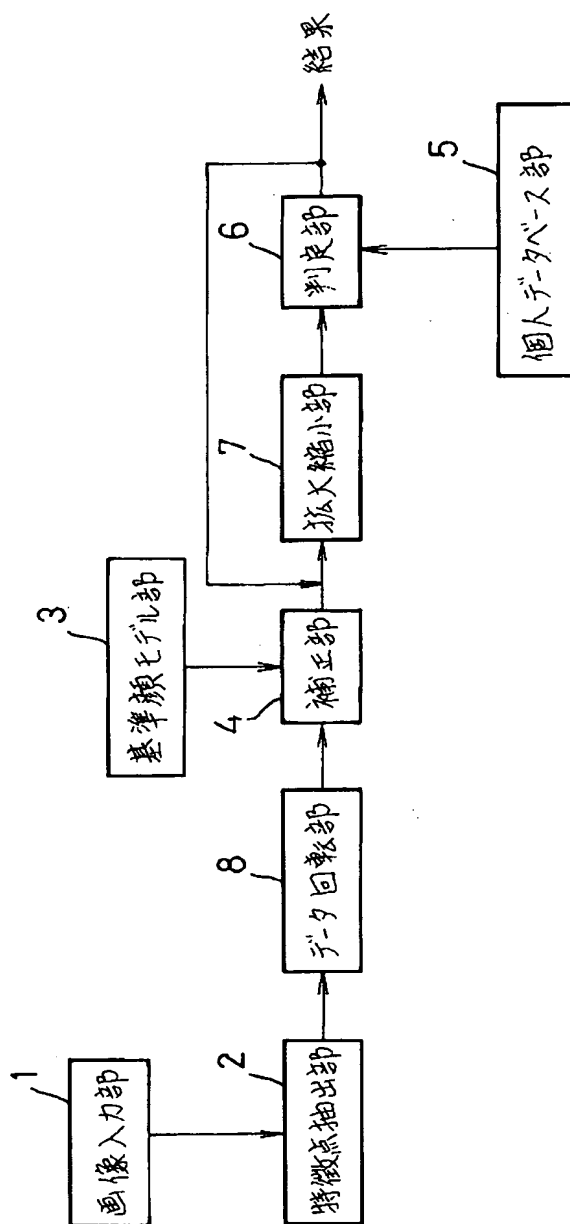 1
画像入力部
2
特徴点抽出部
8
データ回転部
3
基準顔モデル部
4
補正部
7
拡大縮小部
6
判定部
結果
5
個人データベース部